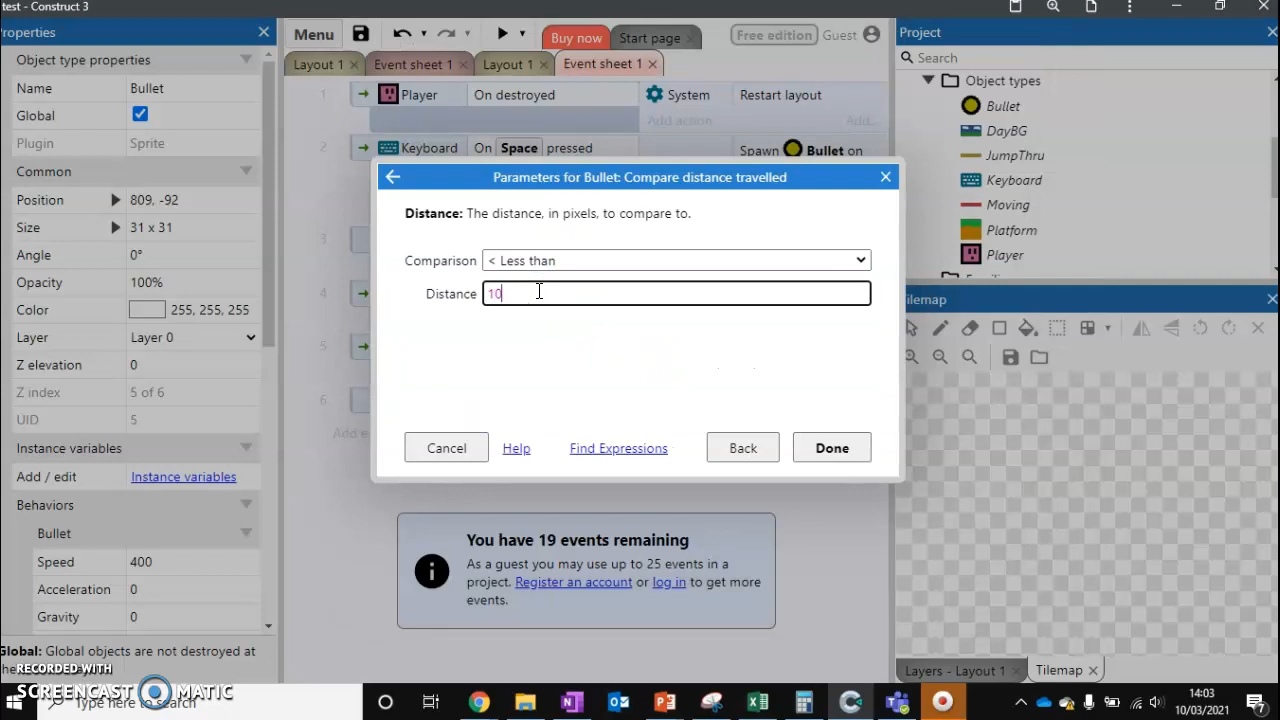 test - Construct 3
Properties
Object type properties
Name Bullet
Global
Plugin Sprite
Common
Position 809, -92
Size 31 x 31
Angle 0°
Opacity 100%
Color 255, 255, 255
Layer Layer 0
Z elevation 0
Z index 5 of 6
UID 5
Instance variables
Add / edit Instance variables
Behaviors
Bullet
Speed 400
Acceleration 0
Gravity 0
Global: Global objects are not destroyed at
Menu Buy now Start page Free edition Guest
Layout 1 Event sheet 1 Layout 1 Event sheet 1
1 Player On destroyed System Restart layout
Add action Add...
2 Keyboard On Space pressed Spawn Bullet on
3
4
5
6
Parameters for Bullet: Compare distance travelled
Distance: The distance, in pixels, to compare to.
Comparison < Less than
Distance 10
Cancel Help Find Expressions Back Done
You have 19 events remaining
As a guest you may use up to 25 events in a
project. Register an account or log in to get more
events.
Project
Search
Object types
Bullet
DayBG
JumpThru
Keyboard
Moving
Platform
Player
Tilemap
Layers - Layout 1 Tilemap
RECORDED WITH
SCREENCAST MATIC
Type here to search
14:03
10/03/2021
7